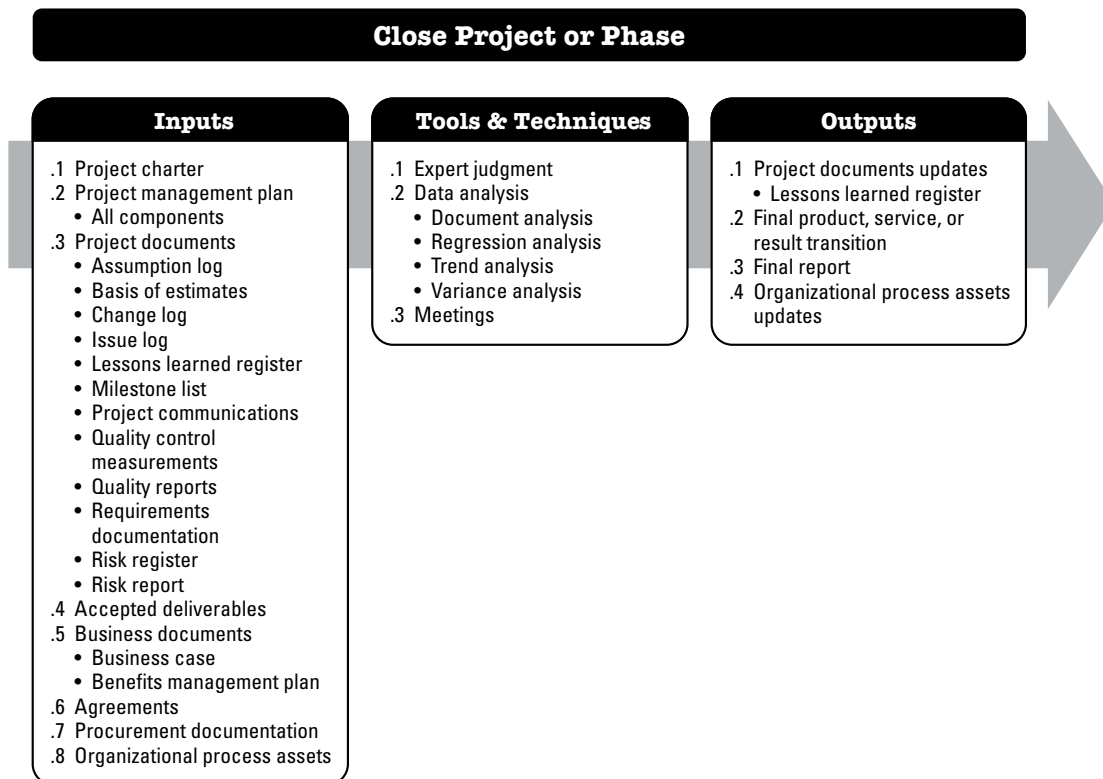 Close Project or Phase
Inputs
.1 Project charter
.2 Project management plan
• All components
.3 Project documents
• Assumption log
• Basis of estimates
• Change log
• Issue log
• Lessons learned register
• Milestone list
• Project communications
• Quality control
measurements
• Quality reports
• Requirements
documentation
• Risk register
• Risk report
.4 Accepted deliverables
.5 Business documents
• Business case
• Benefits management plan
.6 Agreements
.7 Procurement documentation
.8 Organizational process assets
Tools & Techniques
.1 Expert judgment
.2 Data analysis
• Document analysis
• Regression analysis
• Trend analysis
• Variance analysis
.3 Meetings
Outputs
.1 Project documents updates
• Lessons learned register
.2 Final product, service, or
result transition
.3 Final report
.4 Organizational process assets
updates